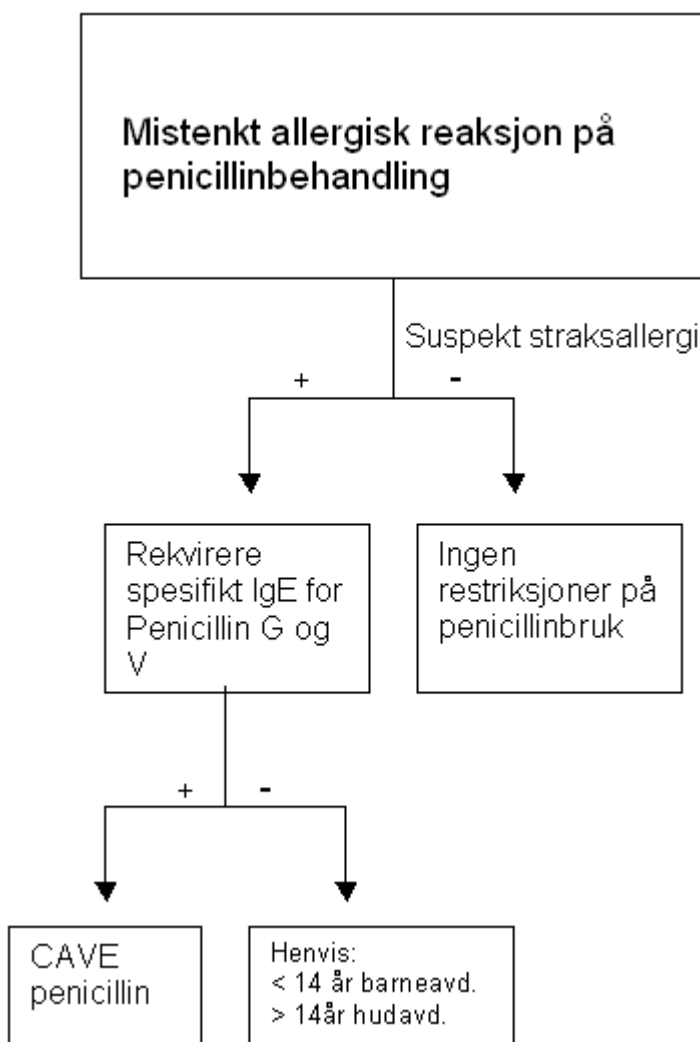 Mistenkt allergisk reaksjon på
penicillinbehandling
Suspekt straksallergi
+
-
Rekvirere
spesifikt IgE for
Penicillin G og
V
Ingen
restriksjoner på
penicillinbruk
+
-
CAVE
penicillin
Henvis:
< 14 år barneavd.
> 14år hudavd.